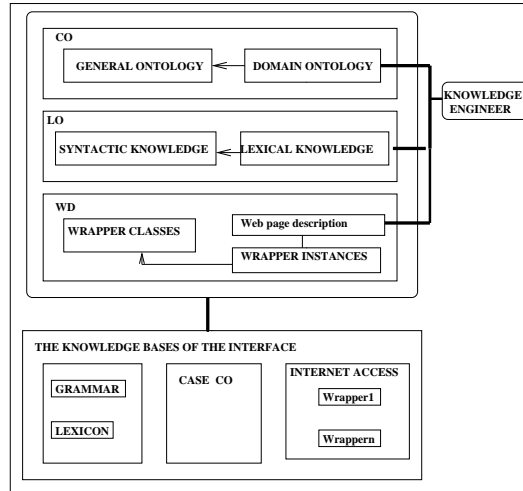 CO
GENERAL ONTOLOGY
DOMAIN ONTOLOGY
KNOWLEDGE
ENGINEER
LO
SYNTACTIC KNOWLEDGE
LEXICAL KNOWLEDGE
WD
WRAPPER CLASSES
Web page description
WRAPPER INSTANCES
THE KNOWLEDGE BASES OF THE INTERFACE
GRAMMAR
LEXICON
CASE CO
INTERNET ACCESS
Wrapper1
Wrappern